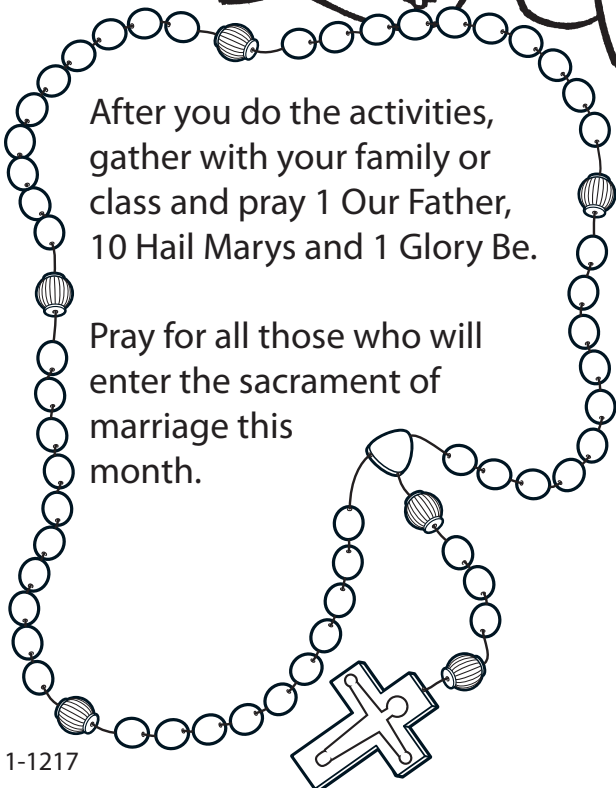 After you do the activities,
gather with your family or
class and pray 1 Our Father,
10 Hail Marys and 1 Glory Be.
Pray for all those who will
enter the sacrament of
marriage this
month.
1-1217